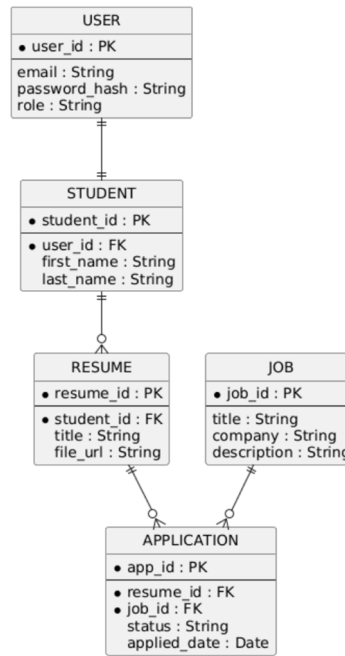 USER
user_id : PK
email : String
password_hash : String
role : String
STUDENT
student_id : PK
user_id : FK
first_name : String
last_name : String
RESUME
resume_id : PK
student_id : FK
title : String
file_url : String
JOB
job_id : PK
title : String
company : String
description : String
APPLICATION
app_id : PK
resume_id : FK
job_id : FK
status : String
applied_date : Date